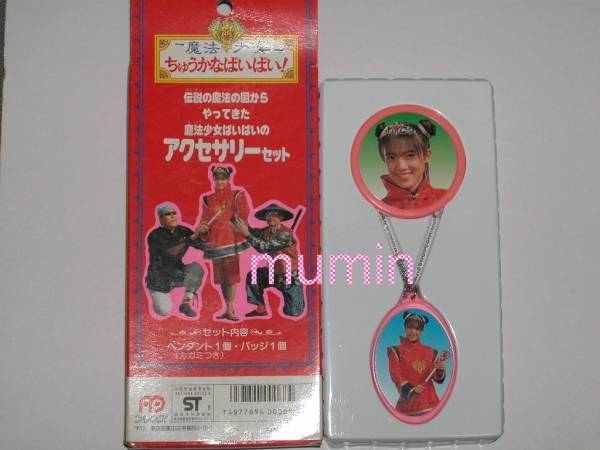 魔法少女
ちゅうかなぱいぱい!
伝説の魔法の国から
やってきた
魔法少女ぱいぱいの
アクセサリーセット
mumin
セット内容
ペンダント1個・バッジ1個
(カガミつき)
ST